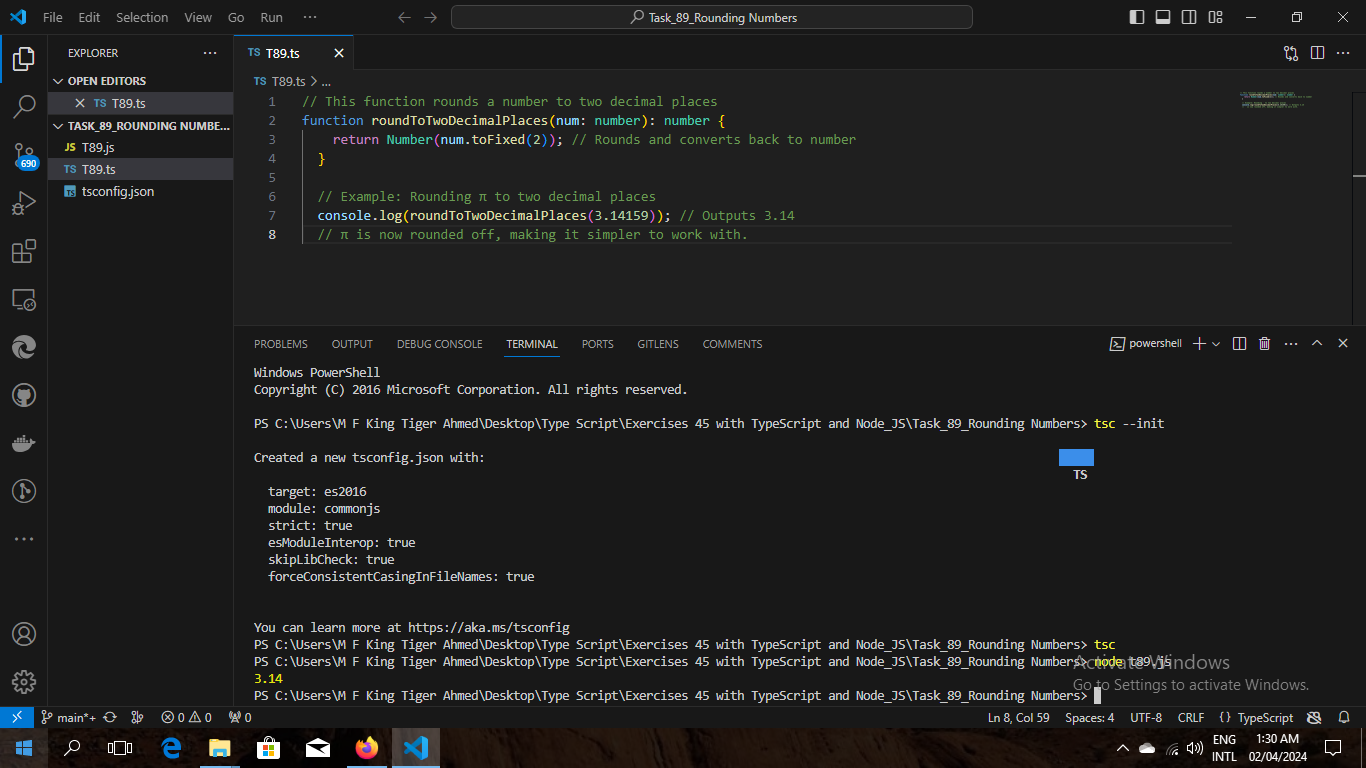 File Edit Selection View Go Run ··· Task_89_Rounding Numbers
EXPLORER ···
OPEN EDITORS
TS T89.ts
TASK_89_ROUNDING NUMBE...
JS T89.js
TS T89.ts
TS tsconfig.json
690
TS T89.ts
TS T89.ts > ...
1 // This function rounds a number to two decimal places
2 function roundToTwoDecimalPlaces(num: number): number {
3 return Number(num.toFixed(2)); // Rounds and converts back to number
4 }
5
6 // Example: Rounding π to two decimal places
7 console.log(roundToTwoDecimalPlaces(3.14159)); // Outputs 3.14
8 // π is now rounded off, making it simpler to work with.
PROBLEMS OUTPUT DEBUG CONSOLE TERMINAL PORTS GITLENS COMMENTS powershell
Windows PowerShell
Copyright (C) 2016 Microsoft Corporation. All rights reserved.
PS C:\Users\M F King Tiger Ahmed\Desktop\Type Script\Exercises 45 with TypeScript and Node_JS\Task_89_Rounding Numbers> tsc --init
Created a new tsconfig.json with:
TS
target: es2016
module: commonjs
strict: true
esModuleInterop: true
skipLibCheck: true
forceConsistentCasingInFileNames: true
You can learn more at https://aka.ms/tsconfig
PS C:\Users\M F King Tiger Ahmed\Desktop\Type Script\Exercises 45 with TypeScript and Node_JS\Task_89_Rounding Numbers> tsc
PS C:\Users\M F King Tiger Ahmed\Desktop\Type Script\Exercises 45 with TypeScript and Node_JS\Task_89_Rounding Numbers> node t89.js
3.14
PS C:\Users\M F King Tiger Ahmed\Desktop\Type Script\Exercises 45 with TypeScript and Node_JS\Task_89_Rounding Numbers>
Activate Windows
Go to Settings to activate Windows.
main*+ 0 0 0 Ln 8, Col 59 Spaces: 4 UTF-8 CRLF {} TypeScript
ENG 1:30 AM
INTL 02/04/2024